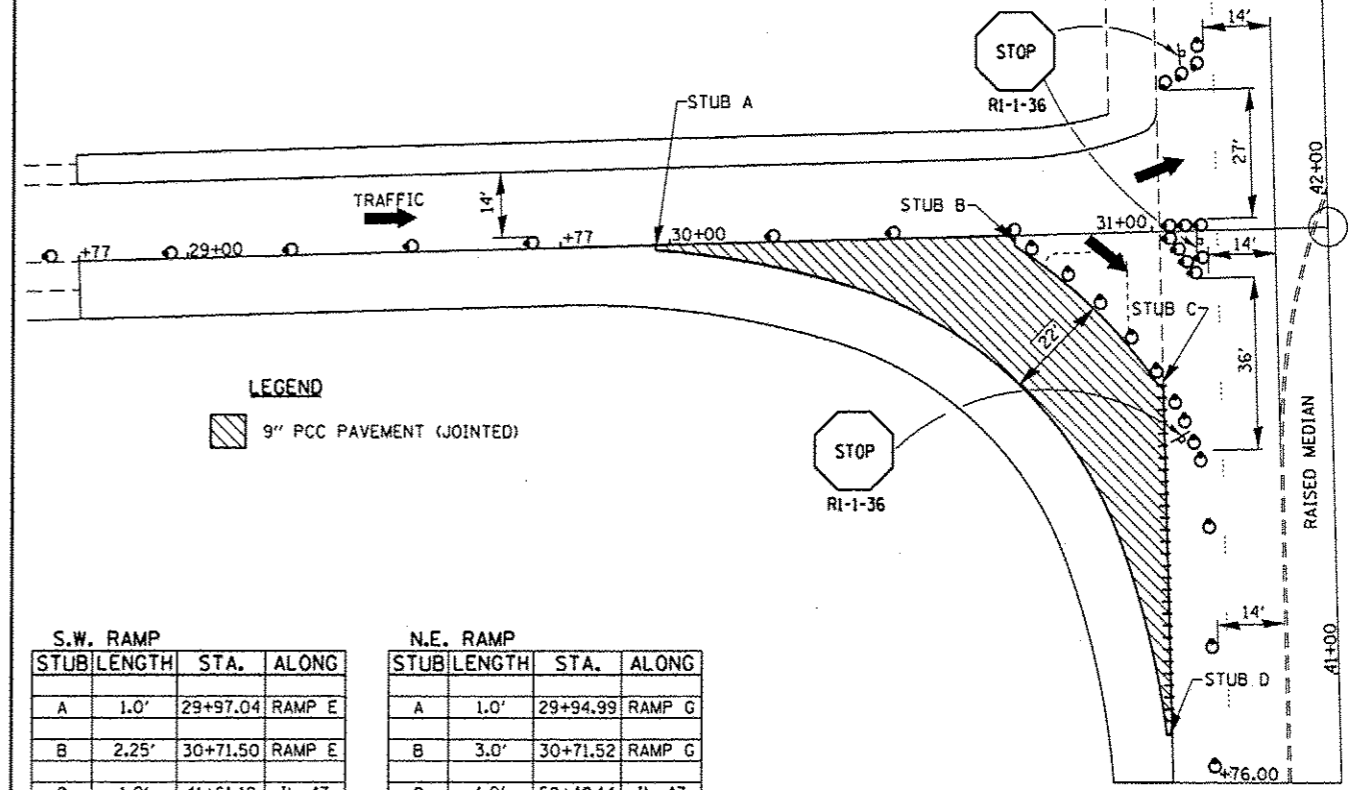 14'
STOP
R1-1-36
STUB A
27'
42+00
TRAFFIC
14'
STUB B
31+00
+77
29+00
+77
30+00
14'
STUB C
22'
36'
LEGEND
9" PCC PAVEMENT (JOINTED)
STOP
R1-1-36
RAISED MEDIAN
14'
41+00
STUB D
+76.00
S.W. RAMP
STUB LENGTH STA. ALONG
A 1.0' 29+97.04 RAMP E
B 2.25' 30+71.50 RAMP E
N.E. RAMP
STUB LENGTH STA. ALONG
A 1.0' 29+94.99 RAMP G
B 3.0' 30+71.52 RAMP G